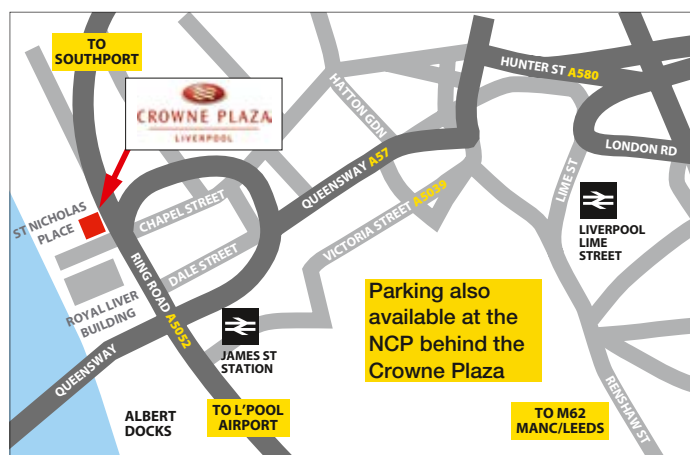 TO
SOUTHPORT
CROWNE PLAZA
LIVERPOOL
HUNTER ST A580
HATTON GDN
LONDON RD
QUEENSWAY A57
LIME ST
VICTORIA STREET A5039
ST NICHOLAS
PLACE
CHAPEL STREET
LIVERPOOL
LIME
STREET
DALE STREET
RING ROAD A5052
ROYAL LIVER
BUILDING
Parking also
available at the
NCP behind the
Crowne Plaza
JAMES ST
STATION
QUEENSWAY
RENSHAW ST
ALBERT
DOCKS
TO L'POOL
AIRPORT
TO M62
MANC/LEEDS